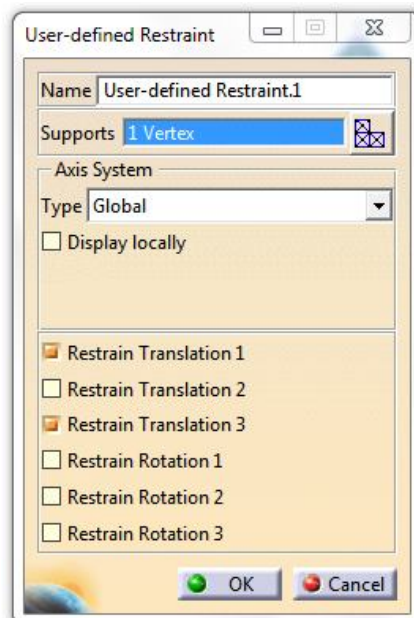 User-defined Restraint
Name User-defined Restraint.1
Supports 1 Vertex
Axis System
Type Global
Display locally
Restrain Translation 1
Restrain Translation 2
Restrain Translation 3
Restrain Rotation 1
Restrain Rotation 2
Restrain Rotation 3
OK Cancel